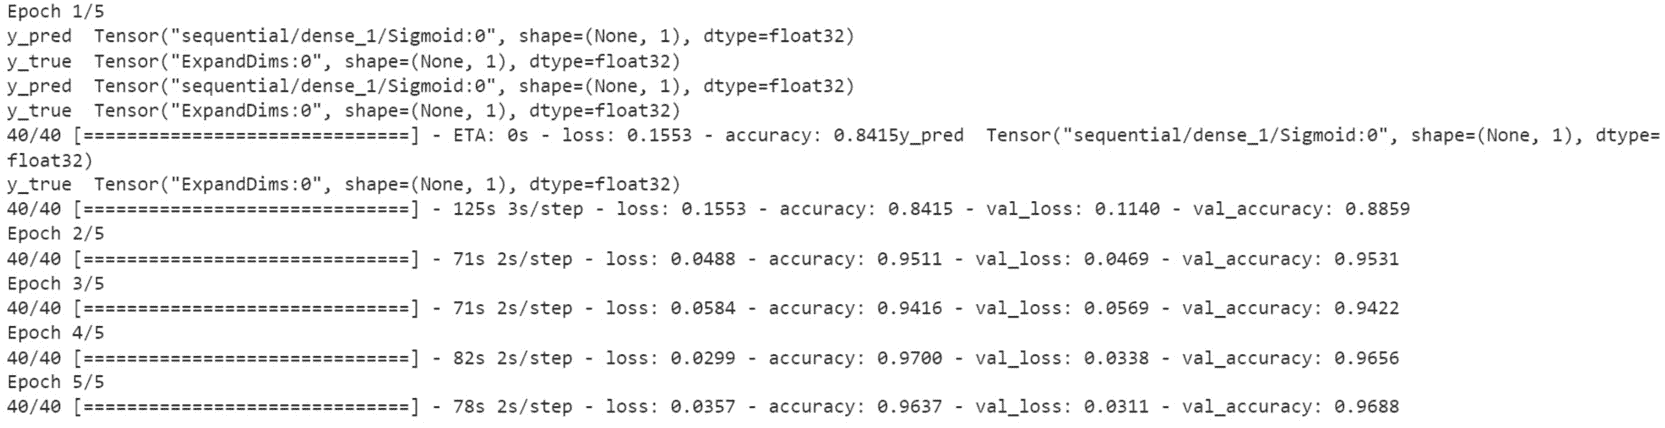 Epoch 1/5
y_pred  Tensor("sequential/dense_1/Sigmoid:0", shape=(None, 1), dtype=float32)
y_true  Tensor("ExpandDims:0", shape=(None, 1), dtype=float32)
y_pred  Tensor("sequential/dense_1/Sigmoid:0", shape=(None, 1), dtype=float32)
y_true  Tensor("ExpandDims:0", shape=(None, 1), dtype=float32)
40/40 [==============================] - ETA: 0s - loss: 0.1553 - accuracy: 0.8415y_pred  Tensor("sequential/dense_1/Sigmoid:0", shape=(None, 1), dtype=
float32)
y_true  Tensor("ExpandDims:0", shape=(None, 1), dtype=float32)
40/40 [==============================] - 125s 3s/step - loss: 0.1553 - accuracy: 0.8415 - val_loss: 0.1140 - val_accuracy: 0.8859
Epoch 2/5
40/40 [==============================] - 71s 2s/step - loss: 0.0488 - accuracy: 0.9511 - val_loss: 0.0469 - val_accuracy: 0.9531
Epoch 3/5
40/40 [==============================] - 71s 2s/step - loss: 0.0584 - accuracy: 0.9416 - val_loss: 0.0569 - val_accuracy: 0.9422
Epoch 4/5
40/40 [==============================] - 82s 2s/step - loss: 0.0299 - accuracy: 0.9700 - val_loss: 0.0338 - val_accuracy: 0.9656
Epoch 5/5
40/40 [==============================] - 78s 2s/step - loss: 0.0357 - accuracy: 0.9637 - val_loss: 0.0311 - val_accuracy: 0.9688